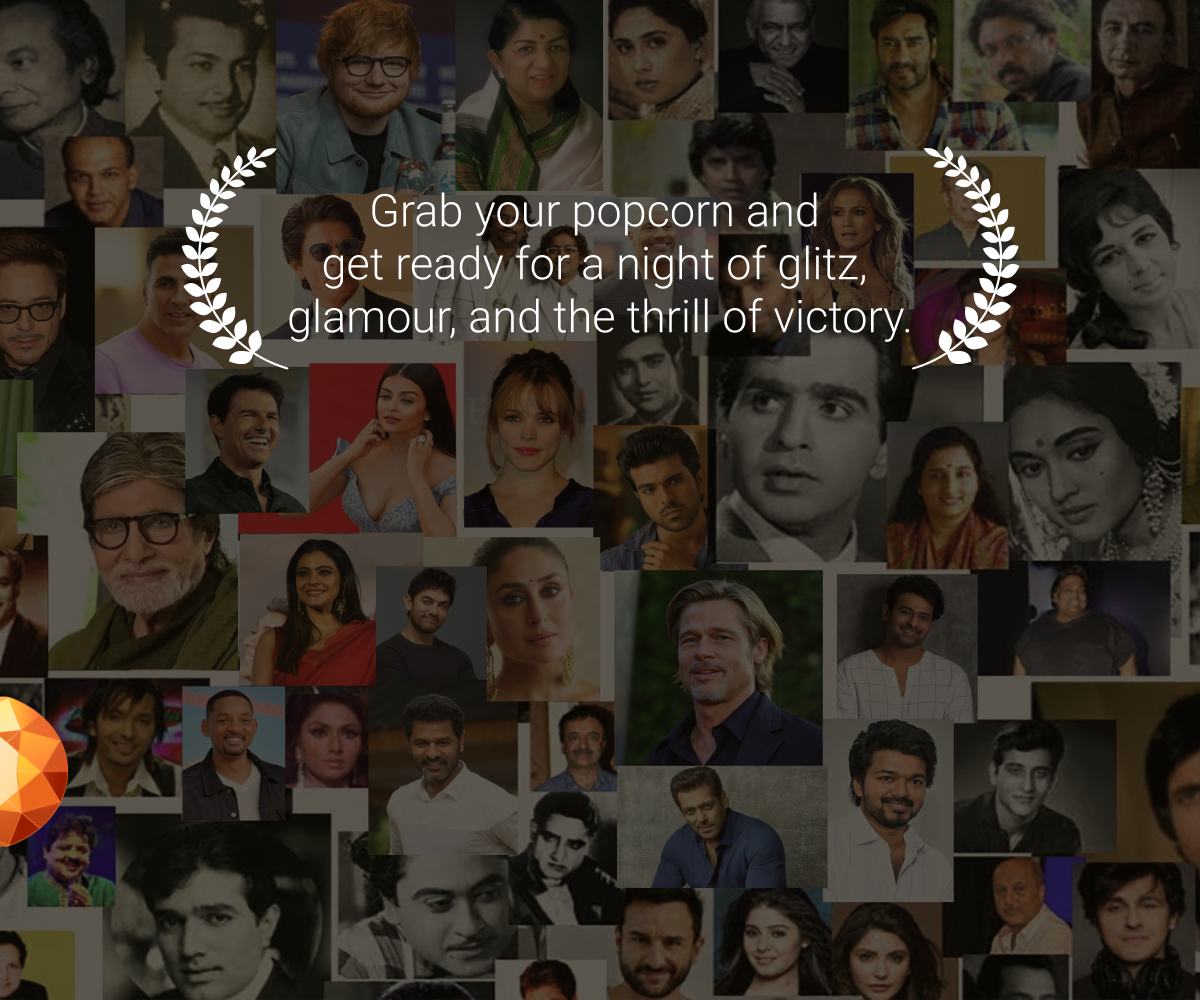 Grab your popcorn and
get ready for a night of glitz,
glamour, and the thrill of victory.